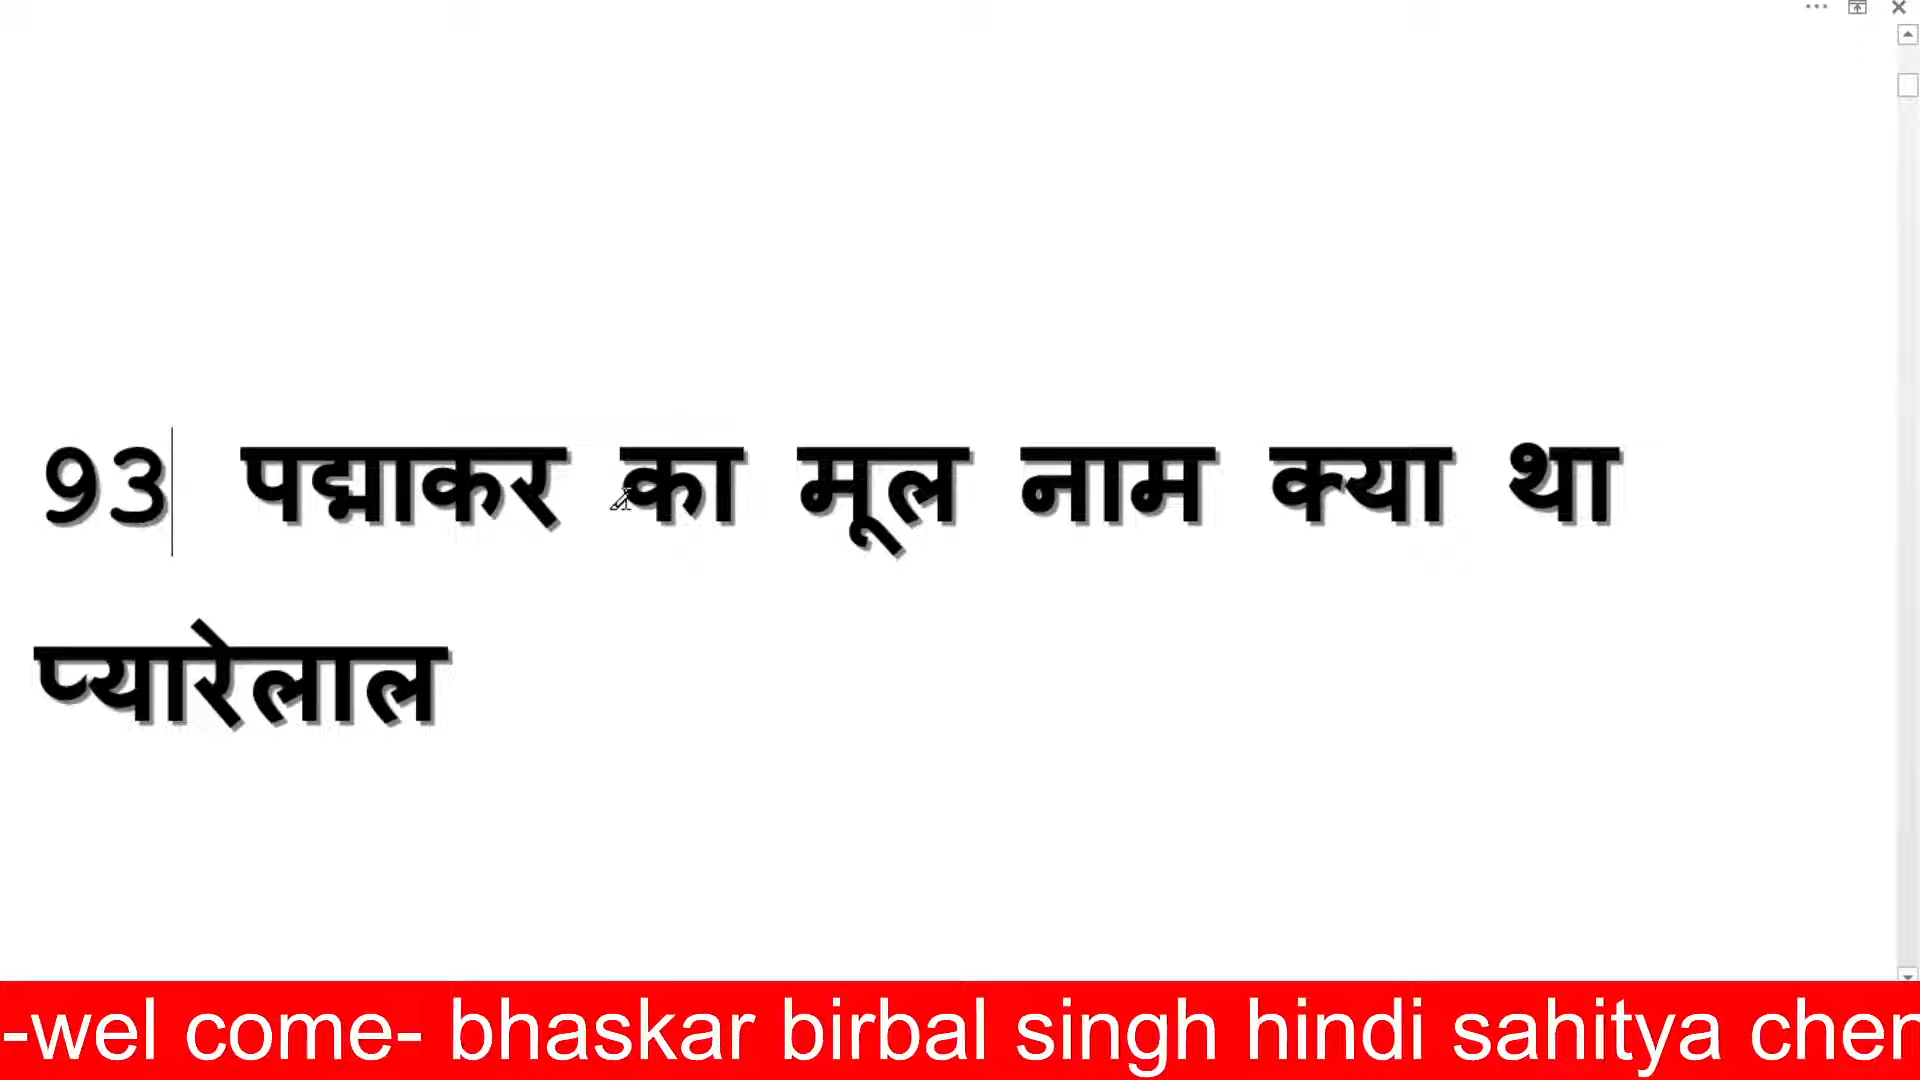 93 पद्माकर का मूल नाम क्या था
प्यारेलाल
-wel come- bhaskar birbal singh hindi sahitya chen